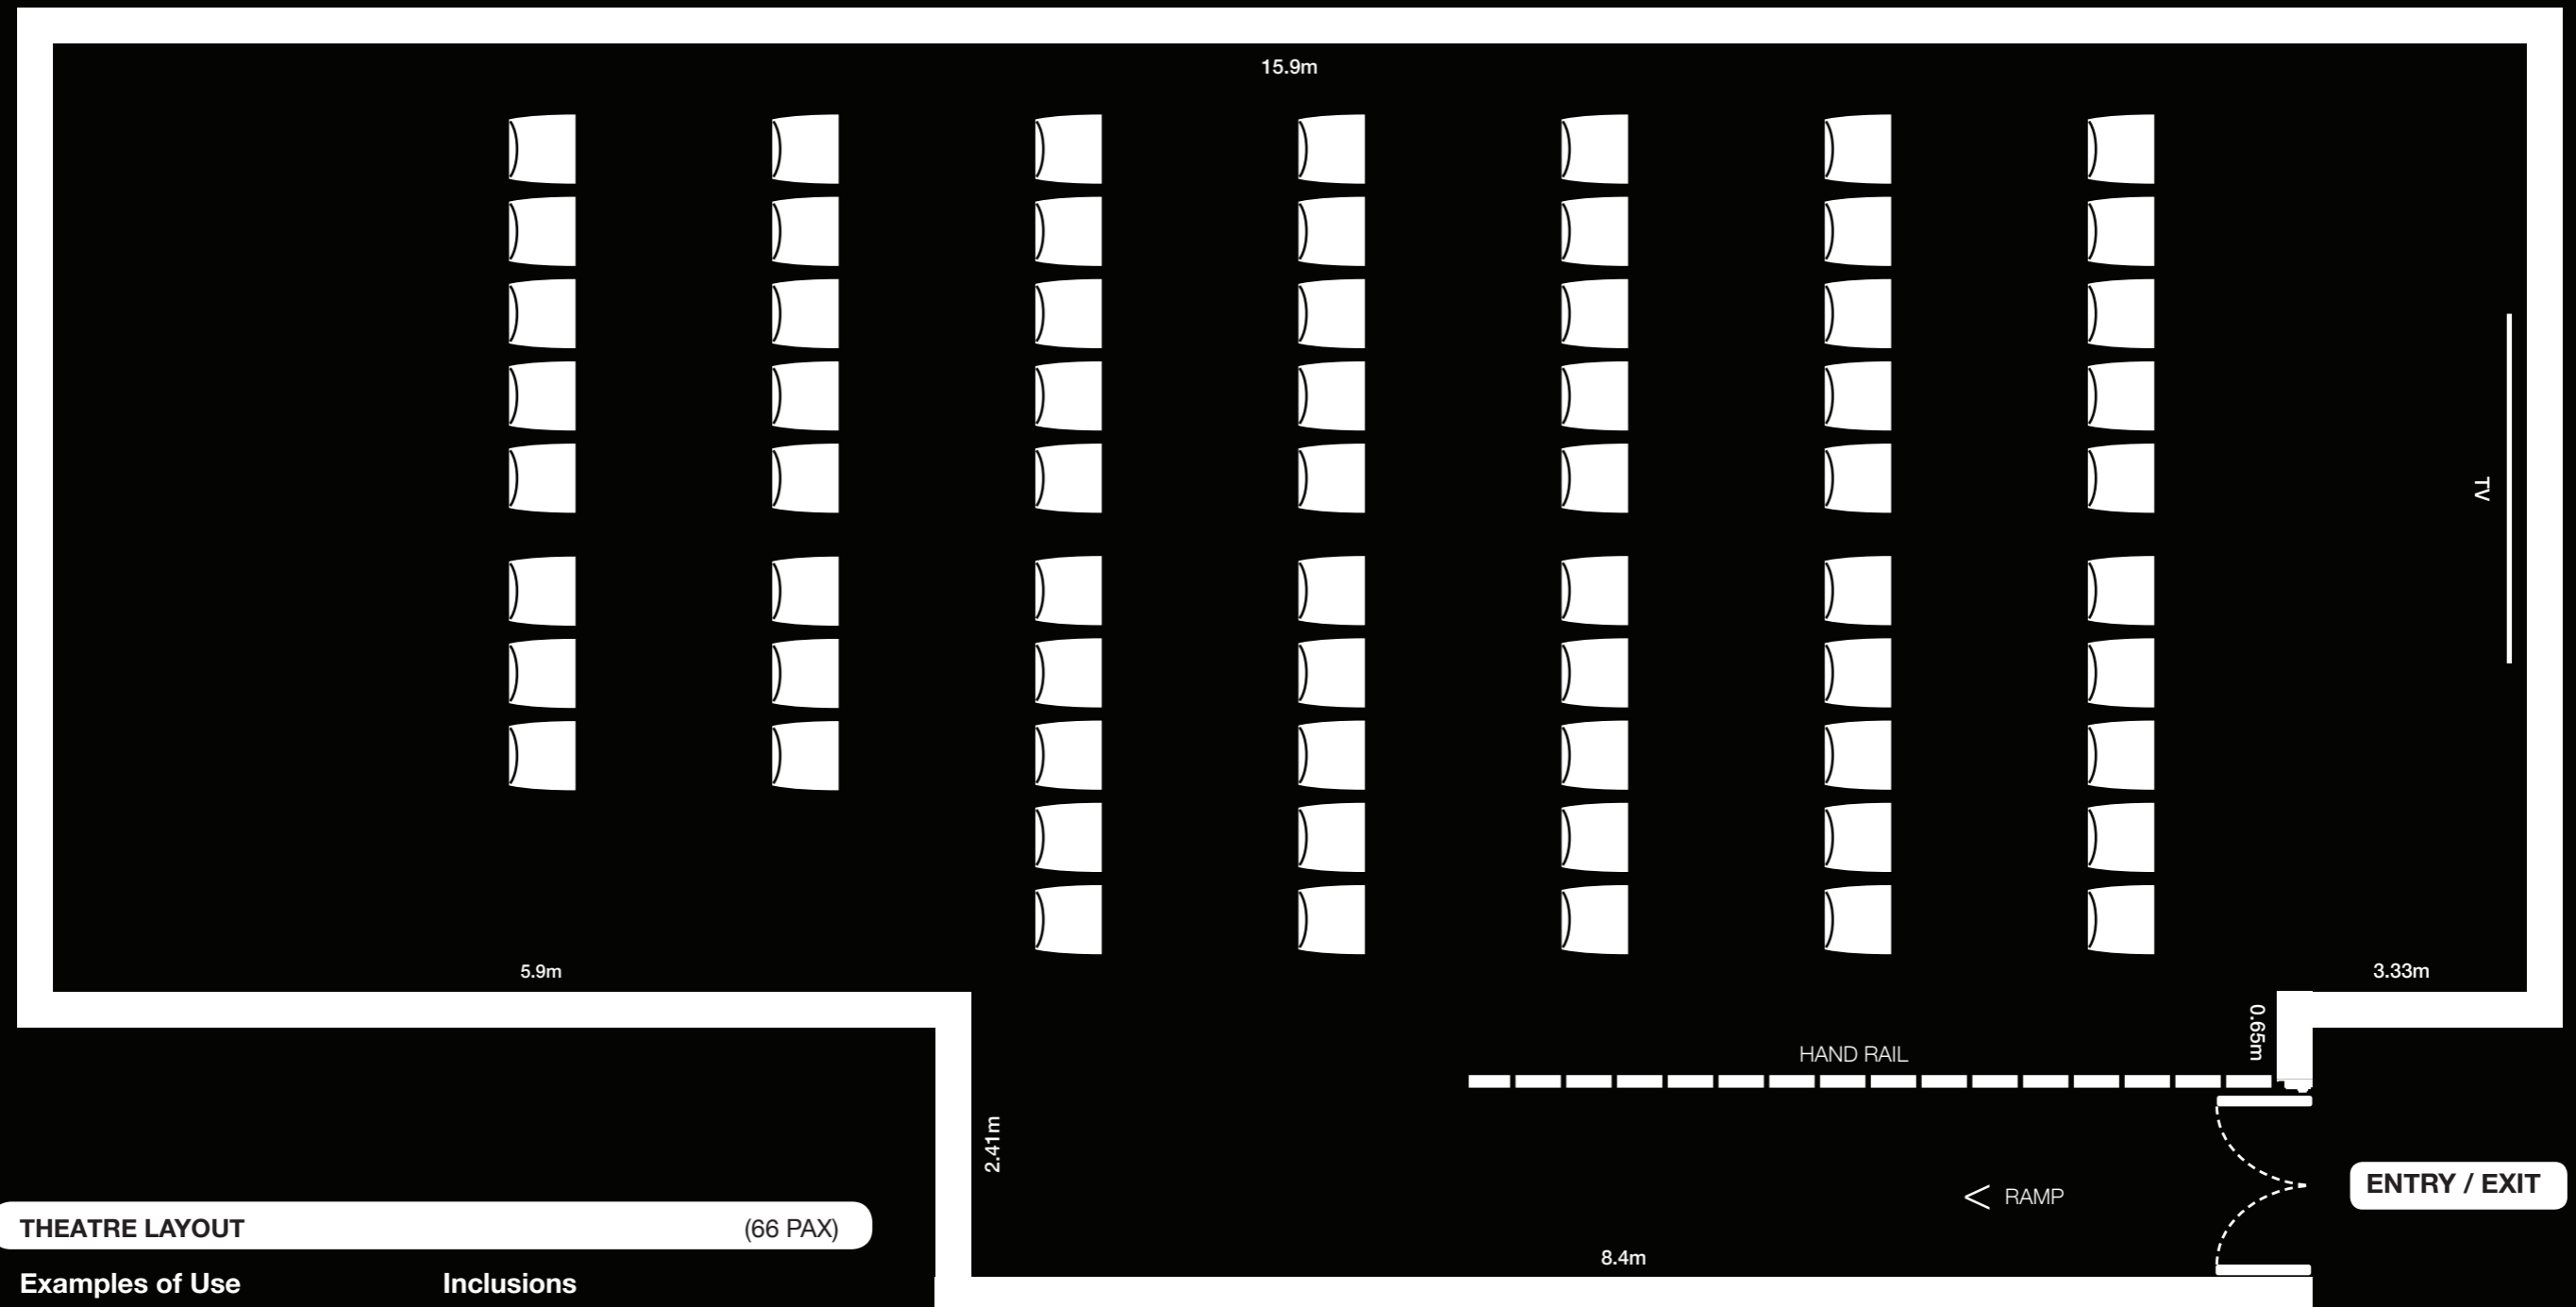 15.9m
TV
5.9m
3.33m
0.65m
HAND RAIL
2.41m
< RAMP
ENTRY / EXIT
THEATRE LAYOUT (66 PAX)
8.4m
Examples of Use Inclusions